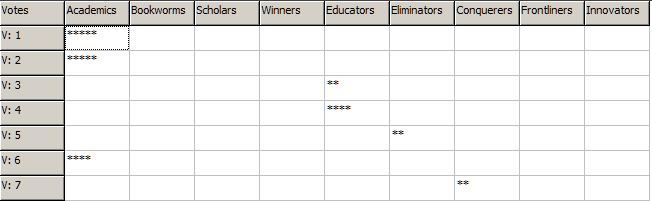 Votes Academics Bookworms Scholars Winners Educators Eliminators Conquerers Frontliners Innovators
V: 1 *****
V: 2 *****
V: 3 **
V: 4 ****
V: 5 **
V: 6 ****
V: 7 **